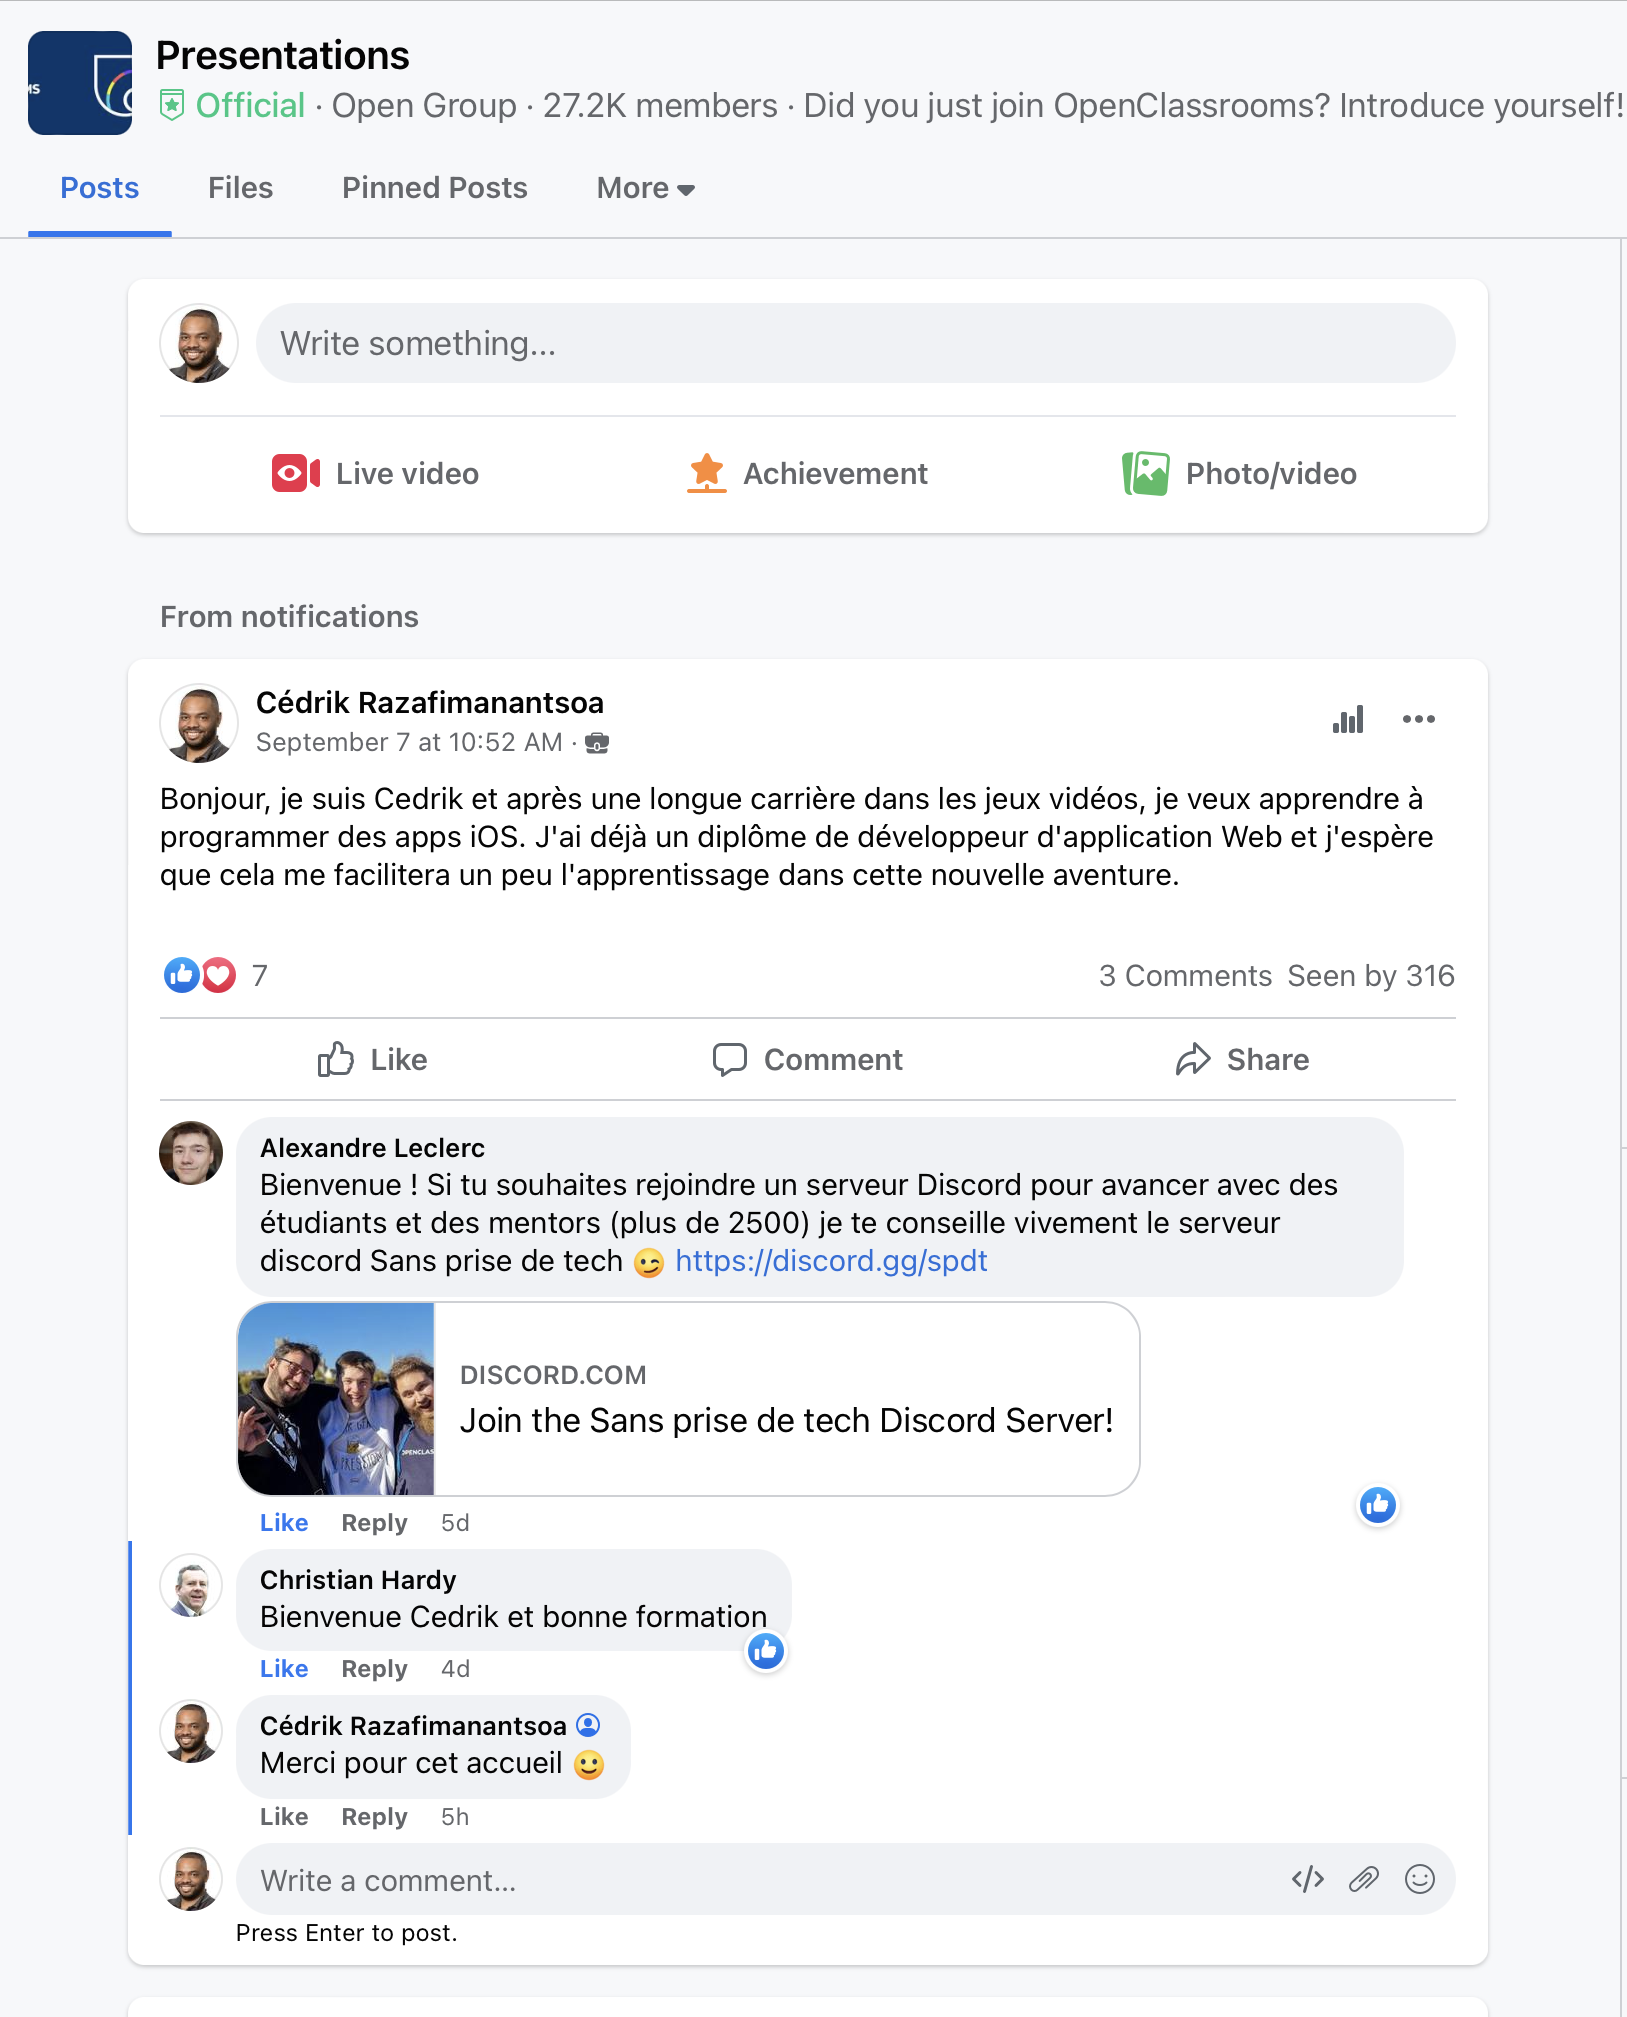 MS
Presentations
Official · Open Group · 27.2K members · Did you just join OpenClassrooms? Introduce yourself!
Posts Files Pinned Posts More
Write something...
Live video Achievement Photo/video
From notifications
Cédrik Razafimanantsoa
September 7 at 10:52 AM ·
Bonjour, je suis Cedrik et après une longue carrière dans les jeux vidéos, je veux apprendre à
programmer des apps iOS. J'ai déjà un diplôme de développeur d'application Web et j'espère
que cela me facilitera un peu l'apprentissage dans cette nouvelle aventure.
7 3 Comments Seen by 316
Like Comment Share
Alexandre Leclerc
Bienvenue ! Si tu souhaites rejoindre un serveur Discord pour avancer avec des
étudiants et des mentors (plus de 2500) je te conseille vivement le serveur
discord Sans prise de tech 😉 https://discord.gg/spdt
OPENCLAS
DISCORD.COM
Join the Sans prise de tech Discord Server!
Like Reply 5d
Christian Hardy
Bienvenue Cedrik et bonne formation
Like Reply 4d
Cédrik Razafimanantsoa
Merci pour cet accueil 🙂
Like Reply 5h
Write a comment...
Press Enter to post.